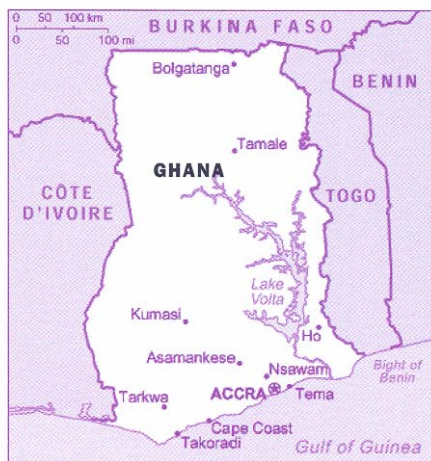 0 50 100 km
0 50 100 mi
BURKINA FASO
Bolgatanga
BENIN
Tamale
GHANA
CÔTE
D'IVOIRE
TOGO
Lake
Volta
Kumasi
Ho
Asamankese
Nsawam
Bight of
Benin
ACCRA
Tema
Tarkwa
Cape Coast
Takoradi
Gulf of Guinea